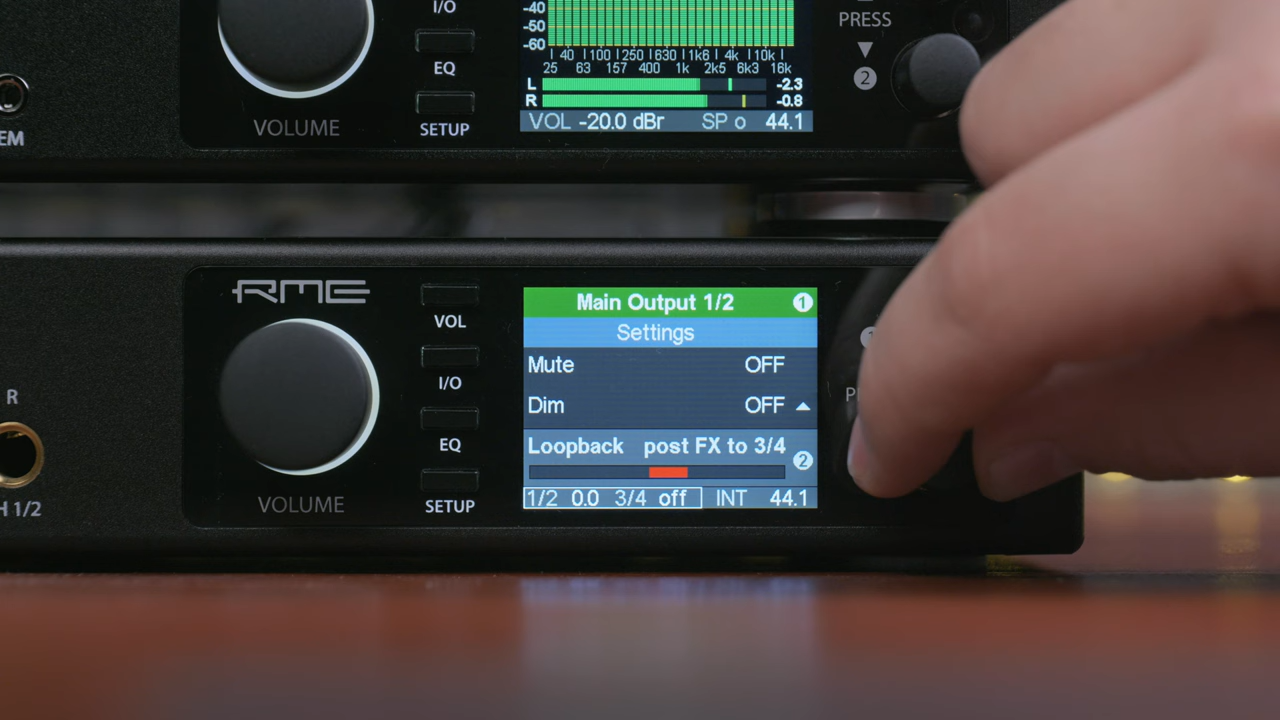 I/O
EQ
SETUP
VOLUME
EM
-40
-50
-60
40 100 250 630 1k6 4k 10k
25 63 157 400 1k 2k5 6k3 16k
L -2.3
R -0.8
VOL -20.0 dBr SP o 44.1
PRESS
2
RME
VOL
I/O
EQ
SETUP
VOLUME
R
H 1/2
Main Output 1/2 1
Settings
Mute OFF
Dim OFF
Loopback post FX to 3/4
2
1/2 0.0 3/4 off INT 44.1